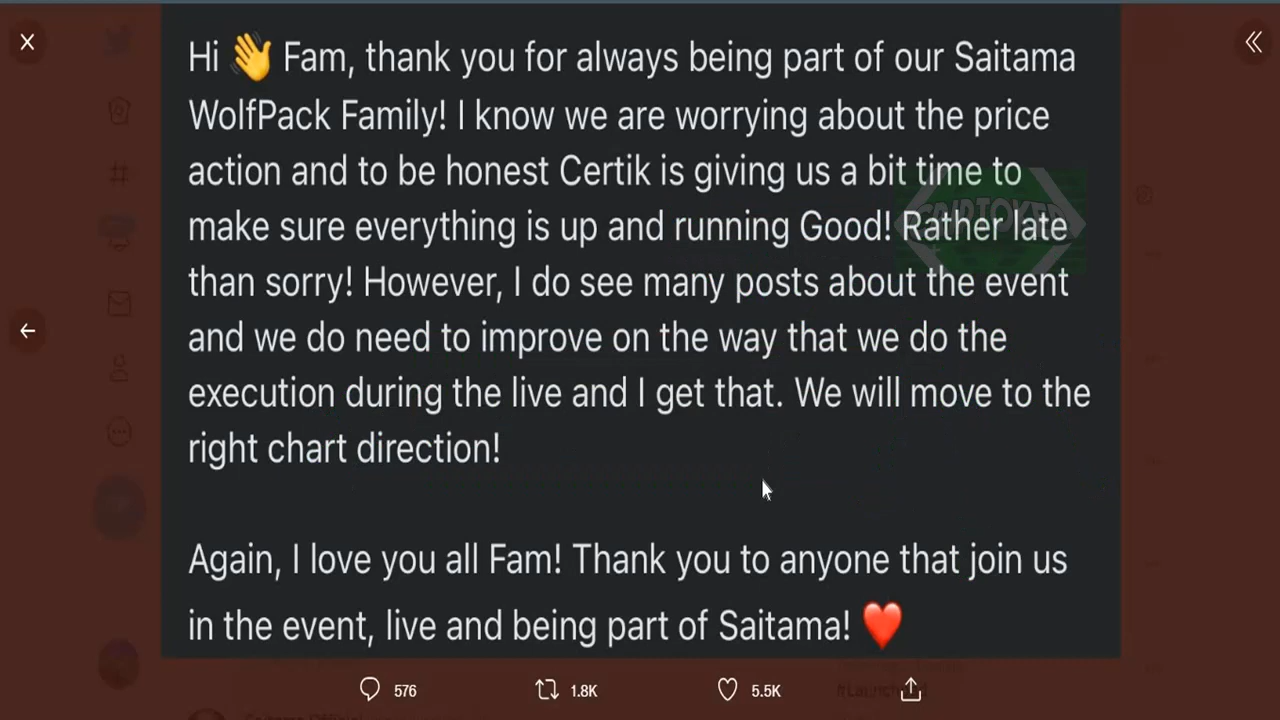 Hi 👋 Fam, thank you for always being part of our Saitama
WolfPack Family! I know we are worrying about the price
action and to be honest Certik is giving us a bit time to
make sure everything is up and running Good! Rather late
than sorry! However, I do see many posts about the event
and we do need to improve on the way that we do the
execution during the live and I get that. We will move to the
right chart direction!
Again, I love you all Fam! Thank you to anyone that join us
in the event, live and being part of Saitama! ❤️
576 1.8K 5.5K